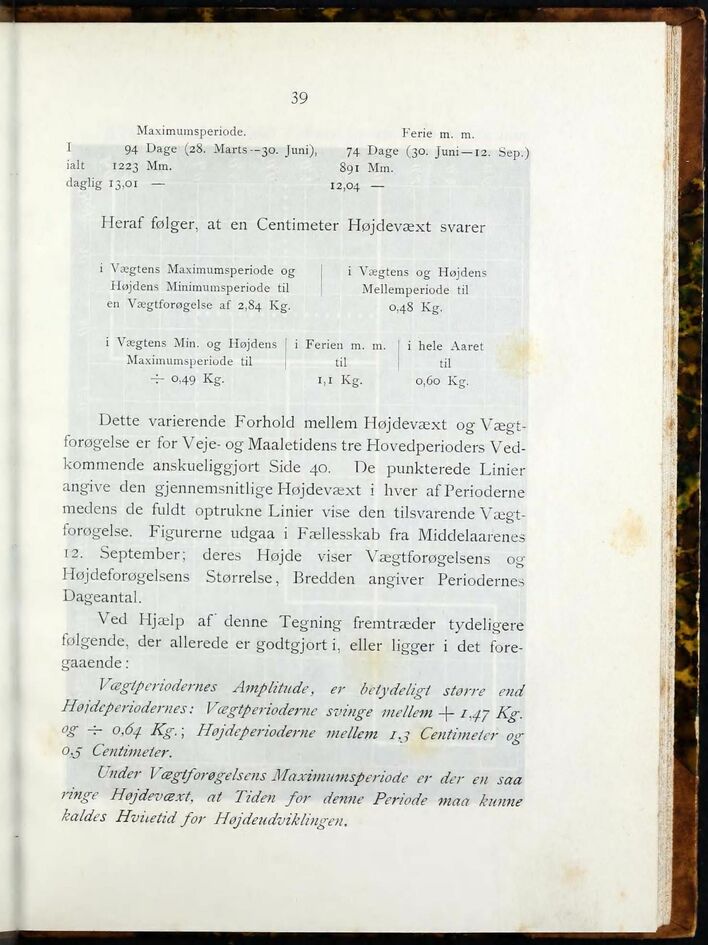 39
Maximumsperiode. Ferie m. m.
I 94 Dage (28. Marts--30. Juni), 74 Dage (30. Juni—12. Sep.)
ialt 1223 Mm. 891 Mm.
daglig 13,01 — 12,04 —
Heraf følger, at en Centimeter Højdevæxt svarer
i Vægtens Maximumsperiode og | i Vægtens og Højdens
Højdens Minimumsperiode til | Mellemperiode til
en Vægtforøgelse af 2,84 Kg. 0,48 Kg.
i Vægtens Min. og Højdens | i Ferien m. m. | i hele Aaret
Maximumsperiode til | til | til
÷ 0,49 Kg. 1,1 Kg. 0,60 Kg.
Dette varierende Forhold mellem Højdevæxt og Vægt-
forøgelse er for Veje- og Maaletidens tre Hovedperioders Ved-
kommende anskueliggjort Side 40. De punkterede Linier
angive den gjennemsnitlige Højdevæxt i hver af Perioderne
medens de fuldt optrukne Linier vise den tilsvarende Vægt-
forøgelse. Figurerne udgaa i Fællesskab fra Middelaarenes
12. September; deres Højde viser Vægtforøgelsens og
Højdeforøgelsens Størrelse, Bredden angiver Periodernes
Dageantal.
Ved Hjælp af denne Tegning fremtræder tydeligere
følgende, der allerede er godtgjort i, eller ligger i det fore-
gaaende:
Vægtperiodernes Amplitude, er betydeligt større end
Højdeperiodernes: Vægtperioderne svinge mellem + 1,47 Kg.
og ÷ 0,64 Kg.; Højdeperioderne mellem 1,3 Centimeter og
0,5 Centimeter.
Under Vægtforøgelsens Maximumsperiode er der en saa
ringe Højdevæxt, at Tiden for denne Periode maa kunne
kaldes Hviletid for Højdeudviklingen.